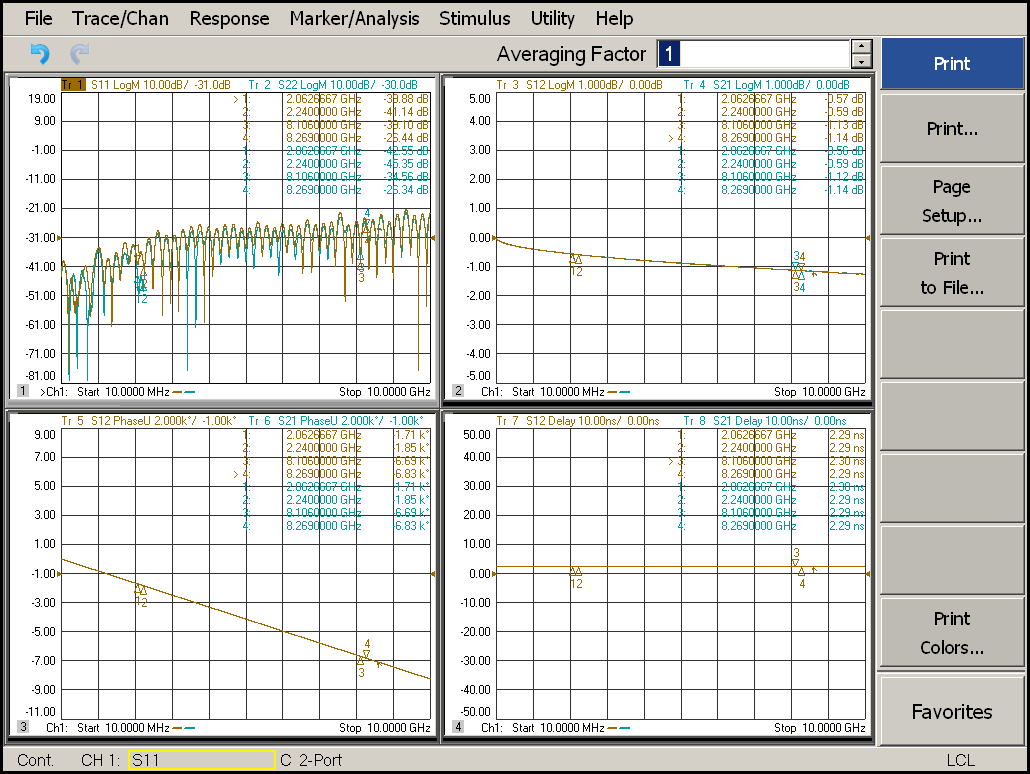 File Trace/Chan Response Marker/Analysis Stimulus Utility Help
Averaging Factor 1
Tr 1 S11 LogM 10.00dB/ -31.0dB Tr 2 S22 LogM 10.00dB/ -30.0dB
19.00
9.00
-1.00
-11.00
-21.00
-31.00
-41.00
-51.00
-61.00
-71.00
-81.00
> 1: 2.0626667 GHz
2: 2.2400000 GHz -41.14 dB
3: 8.1060000 GHz
4: 8.2690000 GHz -25.44 dB
1: 2.0626667 GHz -42.55 dB
2: 2.2400000 GHz -45.35 dB
3: 8.1060000 GHz -34.56 dB
4: 8.2690000 GHz -25.34 dB
4
1 2
3
1 >Ch1: Start 10.0000 MHz Stop 10.0000 GHz
Tr 3 S12 LogM 1.000dB/ 0.00dB Tr 4 S21 LogM 1.000dB/ 0.00dB
5.00
4.00
3.00
2.00
1.00
0.00
-1.00
-2.00
-3.00
-4.00
-5.00
1: 2.0626667 GHz -0.57 dB
2: 2.2400000 GHz -0.59 dB
3: 8.1060000 GHz -1.13 dB
> 4: 8.2690000 GHz -1.14 dB
1: 2.0626667 GHz -0.56 dB
2: 2.2400000 GHz -0.59 dB
3: 8.1060000 GHz -1.12 dB
4: 8.2690000 GHz -1.14 dB
12
34
34
2 Ch1: Start 10.0000 MHz Stop 10.0000 GHz
Tr 5 S12 PhaseU 2.000k°/ -1.00k° Tr 6 S21 PhaseU 2.000k°/ -1.00k°
9.00
7.00
5.00
3.00
1.00
-1.00
-3.00
-5.00
-7.00
-9.00
-11.00
1: 2.0626667 GHz -1.71 k°
2: 2.2400000 GHz -1.85 k°
3: 8.1060000 GHz -6.69 k°
> 4: 8.2690000 GHz -6.83 k°
1: 2.0626667 GHz -1.71 k°
2: 2.2400000 GHz -1.85 k°
3: 8.1060000 GHz -6.69 k°
4: 8.2690000 GHz -6.83 k°
12
4
3
3 Ch1: Start 10.0000 MHz Stop 10.0000 GHz
Tr 7 S12 Delay 10.00ns/ 0.00ns Tr 8 S21 Delay 10.00ns/ 0.00ns
50.00
40.00
30.00
20.00
10.00
0.00
-10.00
-20.00
-30.00
-40.00
-50.00
1: 2.0626667 GHz 2.29 ns
2: 2.2400000 GHz 2.29 ns
> 3: 8.1060000 GHz 2.30 ns
4: 8.2690000 GHz 2.29 ns
1: 2.0626667 GHz 2.30 ns
2: 2.2400000 GHz 2.29 ns
3: 8.1060000 GHz 2.29 ns
4: 8.2690000 GHz 2.29 ns
12
3
4
4 Ch1: Start 10.0000 MHz Stop 10.0000 GHz
Print
Print...
Page
Setup...
Print
to File...
Print
Colors...
Favorites
Cont. CH 1: S11 C 2-Port LCL